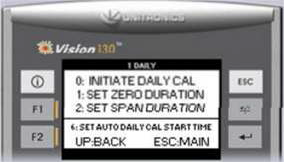 UNITRONICS
Vision130™
1 DAILY
0: INITIATE DAILY CAL
1: SET ZERO DURATION
2: SET SPAN DURATION
6: SET AUTO DAILY CAL START TIME
UP:BACK ESC:MAIN
i
ESC
F1
F2